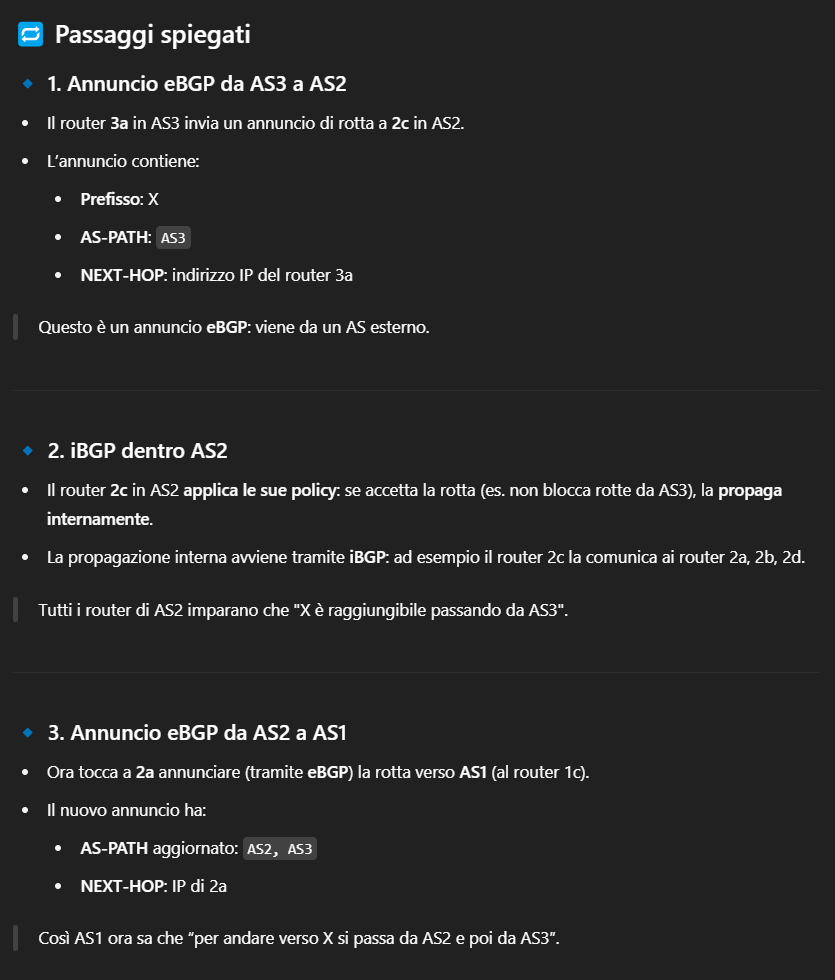 Passaggi spiegati
1. Annuncio eBGP da AS3 a AS2
Il router 3a in AS3 invia un annuncio di rotta a 2c in AS2.
L'annuncio contiene:
Prefisso: X
AS-PATH: AS3
NEXT-HOP: indirizzo IP del router 3a
Questo è un annuncio eBGP: viene da un AS esterno.
2. iBGP dentro AS2
Il router 2c in AS2 applica le sue policy: se accetta la rotta (es. non blocca rotte da AS3), la propaga
internamente.
La propagazione interna avviene tramite iBGP: ad esempio il router 2c la comunica ai router 2a, 2b, 2d.
Tutti i router di AS2 imparano che "X è raggiungibile passando da AS3".
3. Annuncio eBGP da AS2 a AS1
Ora tocca a 2a annunciare (tramite eBGP) la rotta verso AS1 (al router 1c).
Il nuovo annuncio ha:
AS-PATH aggiornato: AS2, AS3
NEXT-HOP: IP di 2a
Così AS1 ora sa che “per andare verso X si passa da AS2 e poi da AS3”.